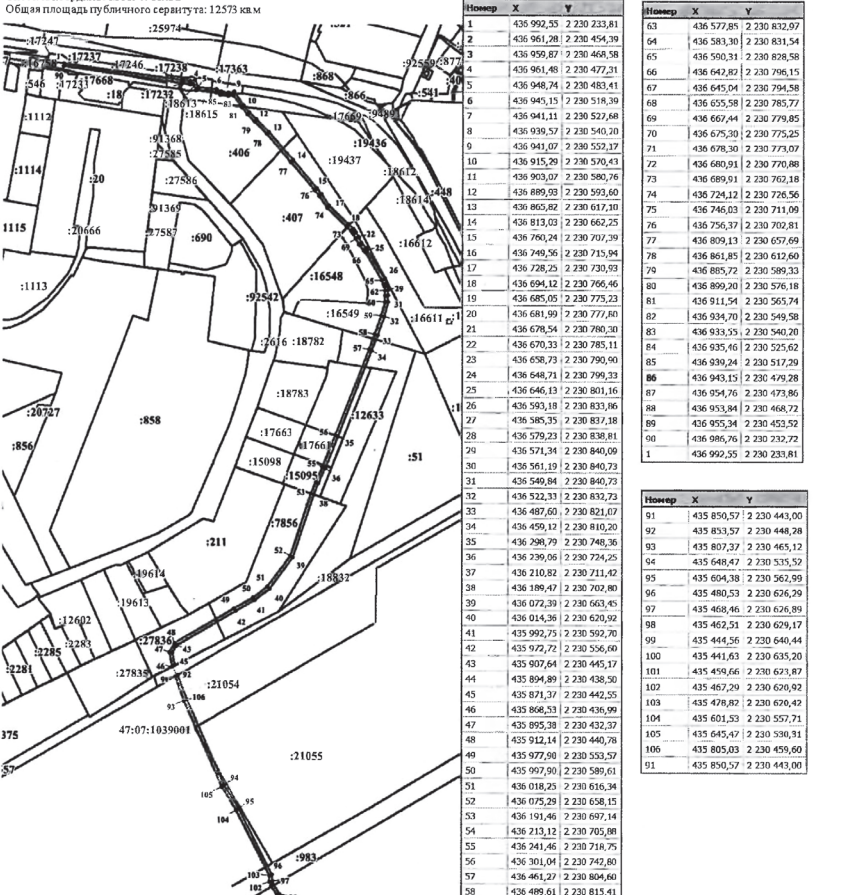 Общая площадь публичного сервитута: 12573 кв.м
:25974
:17247
:17237
:17246
:17238
:17363
:868
:92559
:877
:16758
:546
:17668
:18
:17232
:18613
:18615
:866
:541
:17669
:9489
:1112
:91368
:27585
:406
:19436
:19437
:1114
:20
:27586
:18612
:448
:18614
:91369
:407
:1115
:20666
:27587
:690
:16612
:1113
:92542
:16548
:16549
:16611
:2616
:18782
:18783
:20727
:858
:12633
:856
:17663
:17661
:15098
:15095
:51
:7856
:211
:18832
:19614
:19613
:12602
:2283
:2285
:2281
:27836
:27835
:21054
47:07:1039001
:375
:57
:21055
:983
Номер X Y
1 436 992,55 2 230 233,81
2 436 961,28 2 230 454,39
3 436 959,87 2 230 468,58
4 436 961,48 2 230 477,31
5 436 948,74 2 230 483,41
6 436 945,15 2 230 518,39
7 436 941,11 2 230 527,68
8 436 939,57 2 230 540,20
9 436 941,07 2 230 552,17
10 436 915,29 2 230 570,43
11 436 903,07 2 230 580,76
12 436 889,93 2 230 593,60
13 436 865,82 2 230 617,10
14 436 813,03 2 230 662,25
15 436 760,24 2 230 707,39
16 436 749,56 2 230 715,94
17 436 728,25 2 230 730,93
18 436 694,12 2 230 766,46
19 436 685,05 2 230 775,23
20 436 681,99 2 230 777,80
21 436 678,54 2 230 780,30
22 436 670,33 2 230 785,11
23 436 658,73 2 230 790,90
24 436 648,71 2 230 799,33
25 436 646,13 2 230 801,16
26 436 593,18 2 230 833,86
27 436 585,35 2 230 837,18
28 436 579,23 2 230 838,81
29 436 571,34 2 230 840,09
30 436 561,19 2 230 840,73
31 436 549,84 2 230 840,73
32 436 522,33 2 230 832,73
33 436 487,60 2 230 821,07
34 436 459,12 2 230 810,20
35 436 298,79 2 230 748,36
36 436 239,06 2 230 724,25
37 436 210,82 2 230 711,42
38 436 189,47 2 230 702,80
39 436 072,39 2 230 663,45
40 436 014,36 2 230 620,92
41 435 992,75 2 230 592,70
42 435 972,72 2 230 556,60
43 435 907,64 2 230 445,17
44 435 894,89 2 230 438,50
45 435 871,37 2 230 442,55
46 435 868,53 2 230 436,99
47 435 895,38 2 230 432,37
48 435 912,14 2 230 440,78
49 435 977,90 2 230 553,57
50 435 997,90 2 230 589,61
51 436 018,25 2 230 616,34
52 436 075,29 2 230 658,15
53 436 191,46 2 230 697,14
54 436 213,12 2 230 705,88
55 436 241,46 2 230 718,75
56 436 301,04 2 230 742,80
57 436 461,27 2 230 804,60
58 436 489,61 2 230 815,41
Номер X Y
63 436 577,85 2 230 832,97
64 436 583,30 2 230 831,54
65 436 590,31 2 230 828,58
66 436 642,82 2 230 796,15
67 436 645,04 2 230 794,58
68 436 655,58 2 230 785,77
69 436 667,44 2 230 779,85
70 436 675,30 2 230 775,25
71 436 678,30 2 230 773,07
72 436 680,91 2 230 770,88
73 436 689,91 2 230 762,18
74 436 724,12 2 230 726,56
75 436 746,03 2 230 711,09
76 436 756,37 2 230 702,81
77 436 809,13 2 230 657,69
78 436 861,85 2 230 612,60
79 436 885,72 2 230 589,33
80 436 899,20 2 230 576,18
81 436 911,54 2 230 565,74
82 436 934,70 2 230 549,58
83 436 933,55 2 230 540,20
84 436 935,46 2 230 525,62
85 436 939,24 2 230 517,29
86 436 943,15 2 230 479,28
87 436 954,76 2 230 473,86
88 436 953,84 2 230 468,72
89 436 955,34 2 230 453,52
90 436 986,76 2 230 232,72
1 436 992,55 2 230 233,81
Номер X Y
91 435 850,57 2 230 443,00
92 435 853,57 2 230 448,28
93 435 807,37 2 230 465,12
94 435 648,47 2 230 535,52
95 435 604,38 2 230 562,99
96 435 480,53 2 230 626,29
97 435 468,46 2 230 626,89
98 435 462,51 2 230 629,17
99 435 444,56 2 230 640,44
100 435 441,63 2 230 635,20
101 435 459,66 2 230 623,87
102 435 467,29 2 230 620,92
103 435 478,82 2 230 620,42
104 435 601,53 2 230 557,71
105 435 645,47 2 230 530,31
106 435 805,03 2 230 459,60
91 435 850,57 2 230 443,00